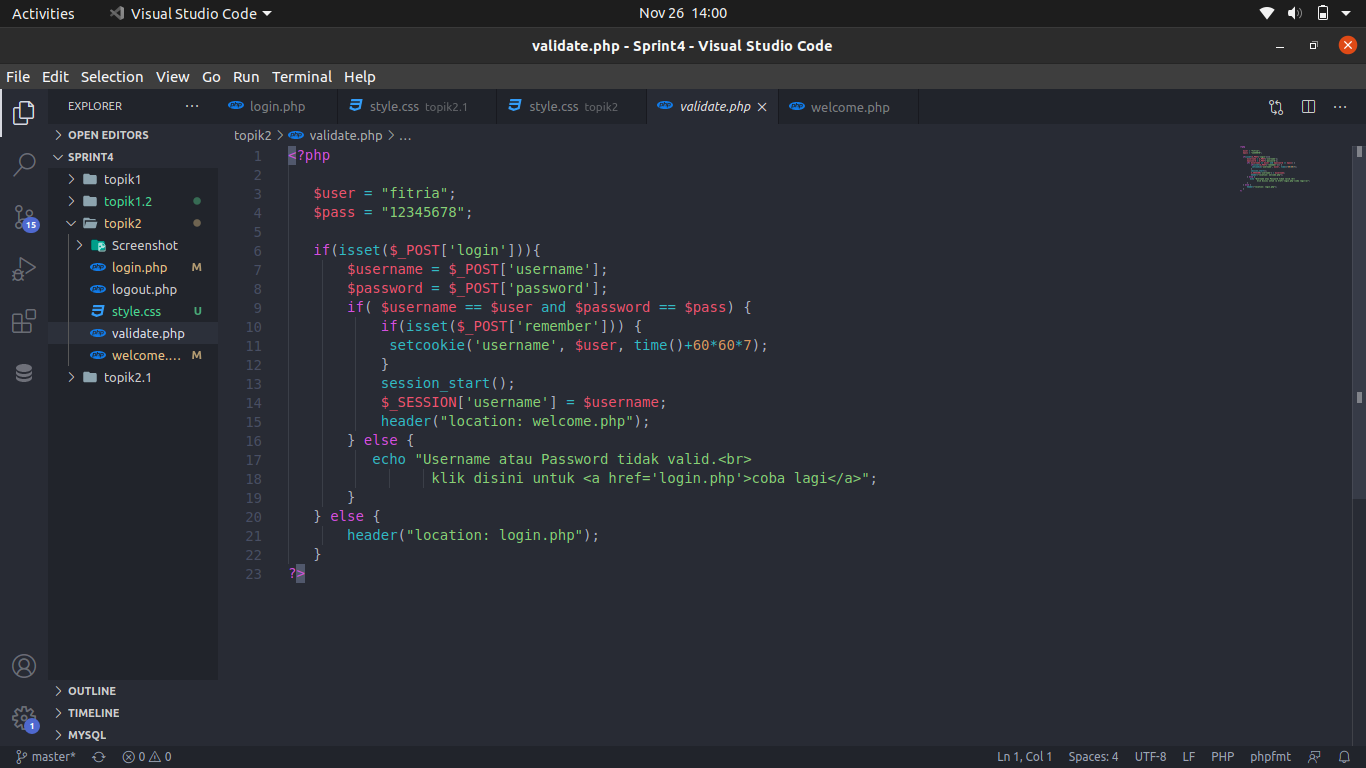 Activities
Visual Studio Code
Nov 26 14:00
validate.php - Sprint4 - Visual Studio Code
File Edit Selection View Go Run Terminal Help
EXPLORER
login.php
style.css topik2.1
style.css topik2
validate.php
welcome.php
OPEN EDITORS
SPRINT4
topik1
topik1.2
topik2
Screenshot
login.php M
logout.php
style.css U
validate.php
welcome.... M
topik2.1
15
1
OUTLINE
TIMELINE
MYSQL
topik2 > validate.php > ...
1 <?php
2
3 $user = "fitria";
4 $pass = "12345678";
5
6 if(isset($_POST['login'])){
7 $username = $_POST['username'];
8 $password = $_POST['password'];
9 if( $username == $user and $password == $pass) {
10 if(isset($_POST['remember'])) {
11 setcookie('username', $user, time()+60*60*7);
12 }
13 session_start();
14 $_SESSION['username'] = $username;
15 header("location: welcome.php");
16 } else {
17 echo "Username atau Password tidak valid.<br>
18 klik disini untuk <a href='login.php'>coba lagi</a>";
19 }
20 } else {
21 header("location: login.php");
22 }
23 ?>
master* 0 0
Ln 1, Col 1 Spaces: 4 UTF-8 LF PHP phpfmt